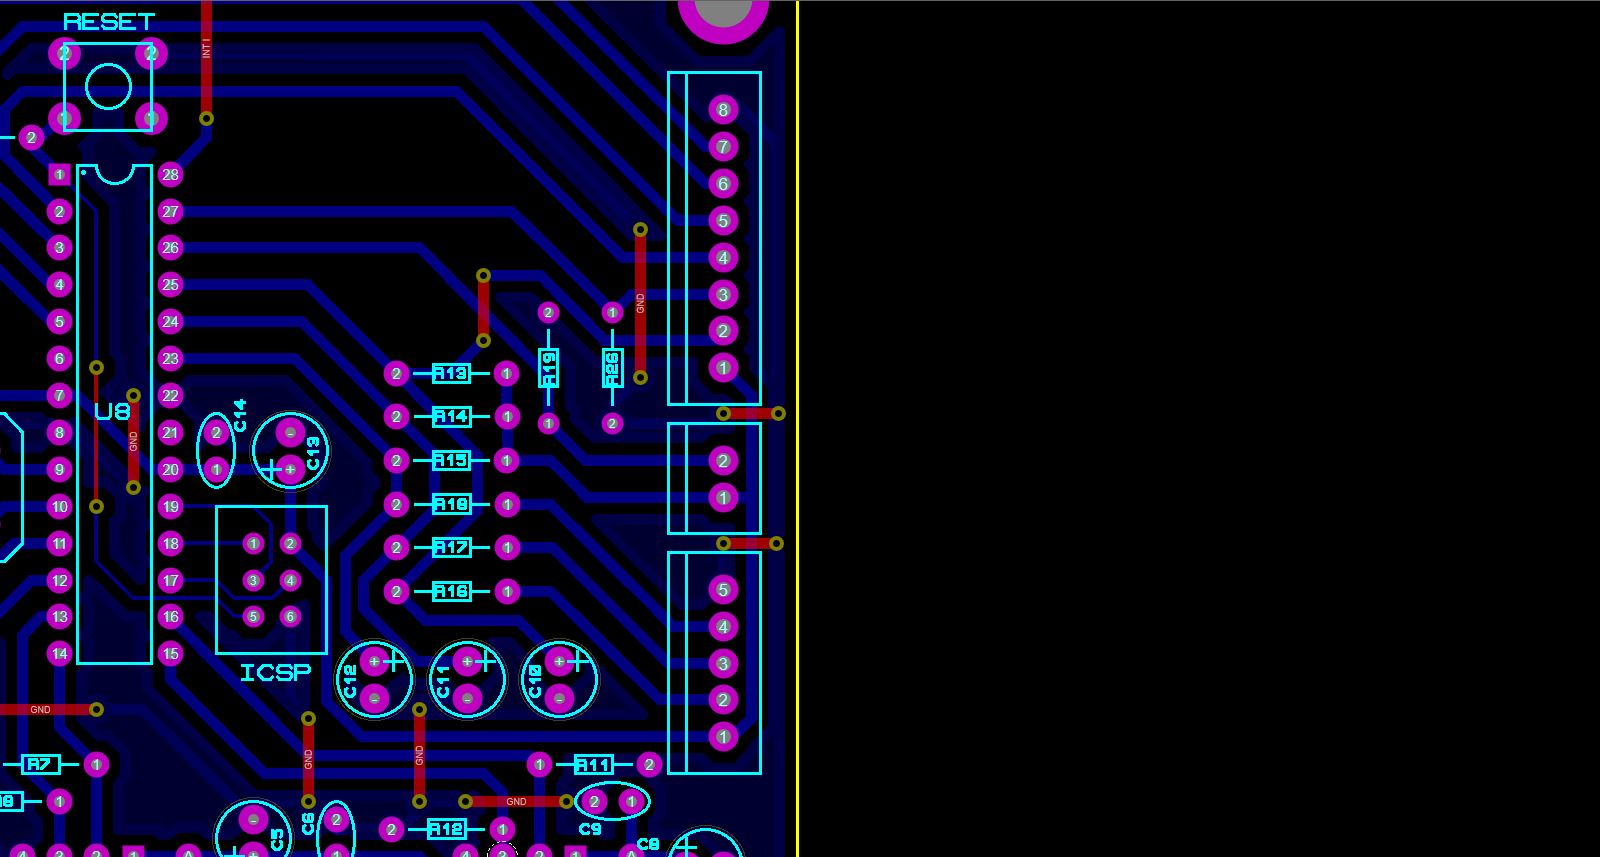 RESET
INT I
2 2
1 1
2
8
7
6
5
4
3
2
1
1 28
2 27
3 26
4 25
5 24
6 23
7 22
8 21
9 20
10 19
11 18
12 17
13 16
14 15
U8
GND
C14
2
1
C13
-
+
GND
2 1
R19 R26
1 2
2 R13 1
2 R14 1
2 R15 1
2 R18 1
2 R17 1
2 R16 1
2
1
1 2
3 4
5 6
ICSP
5
4
3
2
1
C12 + -
C11 + -
C10 + -
GND
GND
GND
R7 1
1
1 R11 2
GND
2 1
C9
C5 - +
C6 2 1
2 R12 1
C8